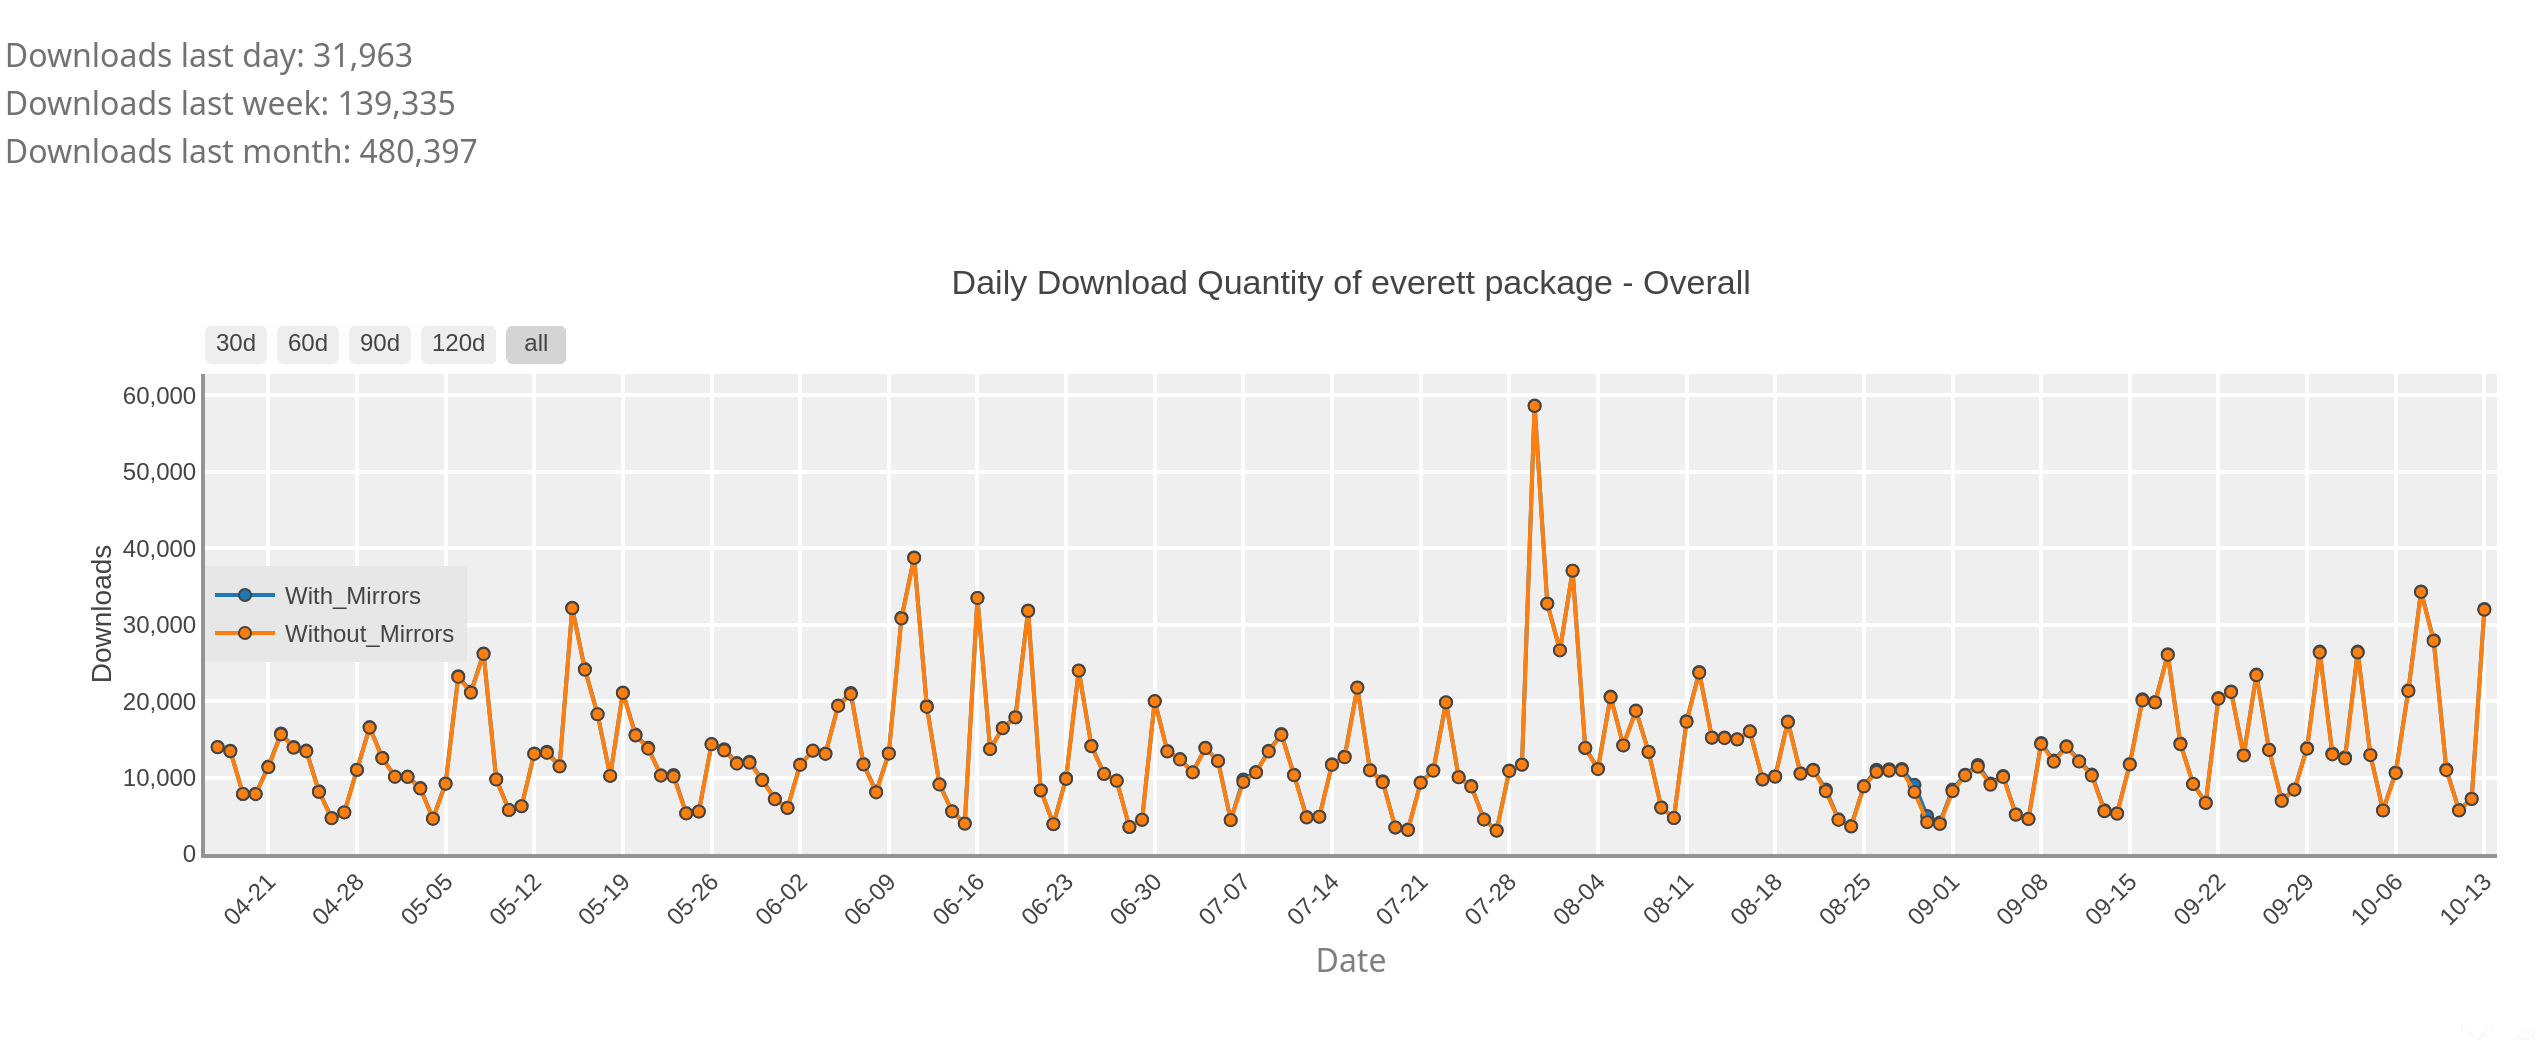 Downloads last day: 31,963
Downloads last week: 139,335
Downloads last month: 480,397
Daily Download Quantity of everett package - Overall
30d 60d 90d 120d all
60,000
50,000
40,000
30,000
20,000
10,000
0
Downloads
With_Mirrors
Without_Mirrors
04-21 04-28 05-05 05-12 05-19 05-26 06-02 06-09 06-16 06-23 06-30 07-07 07-14 07-21 07-28 08-04 08-11 08-18 08-25 09-01 09-08 09-15 09-22 09-29 10-06 10-13
Date